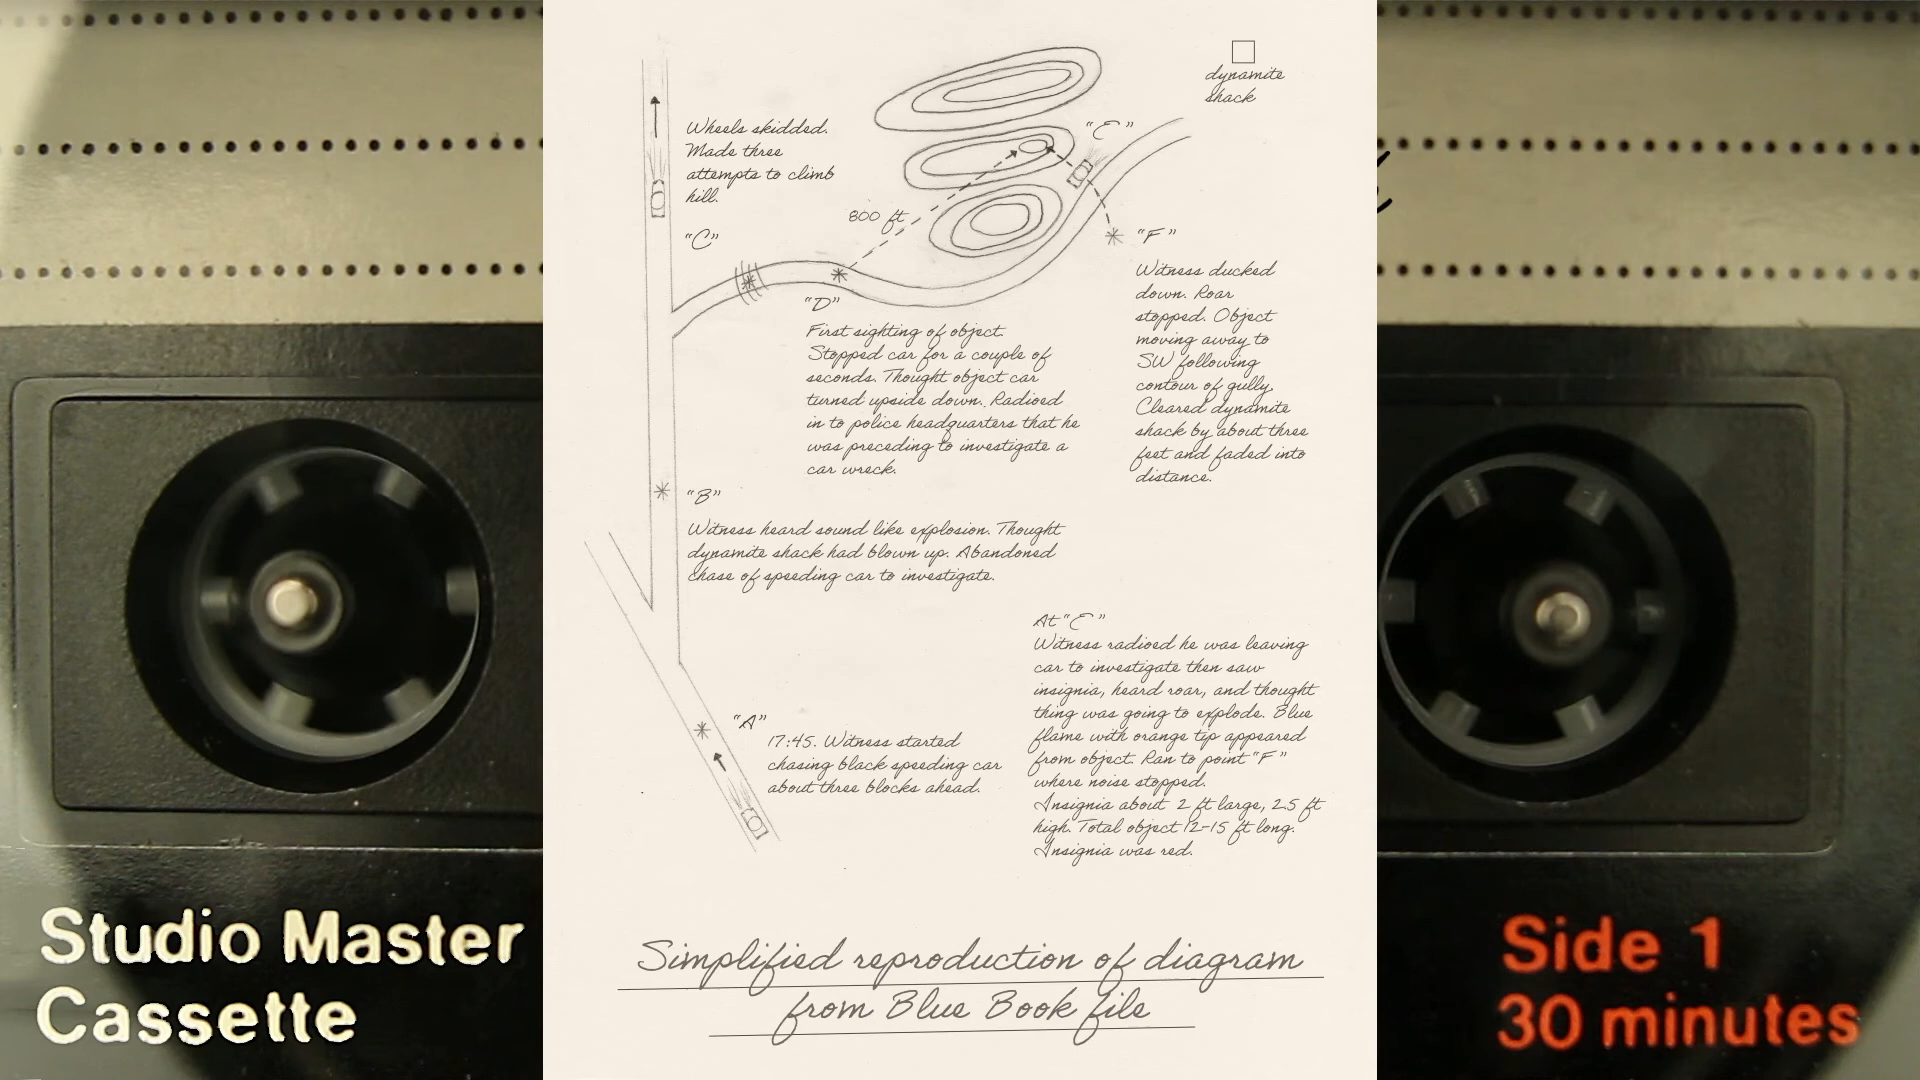 dynamite
shack
"E"
Wheels skidded.
Made three
attempts to climb
hill.
800 ft
"C"
"F"
Witness ducked
down. Roar
stopped. Object
moving away to
SW following
contour of gully.
Cleared dynamite
shack by about three
feet and faded into
distance.
"D"
First sighting of object.
Stopped car for a couple of
seconds. Thought object car
turned upside down. Radioed
in to police headquarters that he
was preceding to investigate a
car wreck.
"B"
Witness heard sound like explosion. Thought
dynamite shack had blown up. Abandoned
chase of speeding car to investigate.
At "E"
Witness radioed he was leaving
car to investigate then saw
insignia, heard roar, and thought
thing was going to explode. Blue
flame with orange tip appeared
from object. Ran to point "F"
where noise stopped.
Insignia about 2 ft large, 2.5 ft
high. Total object 12-15 ft long.
Insignia was red.
"A"
17:45. Witness started
chasing black speeding car
about three blocks ahead.
Simplified reproduction of diagram
from Blue Book file
Studio Master
Cassette
Side 1
30 minutes